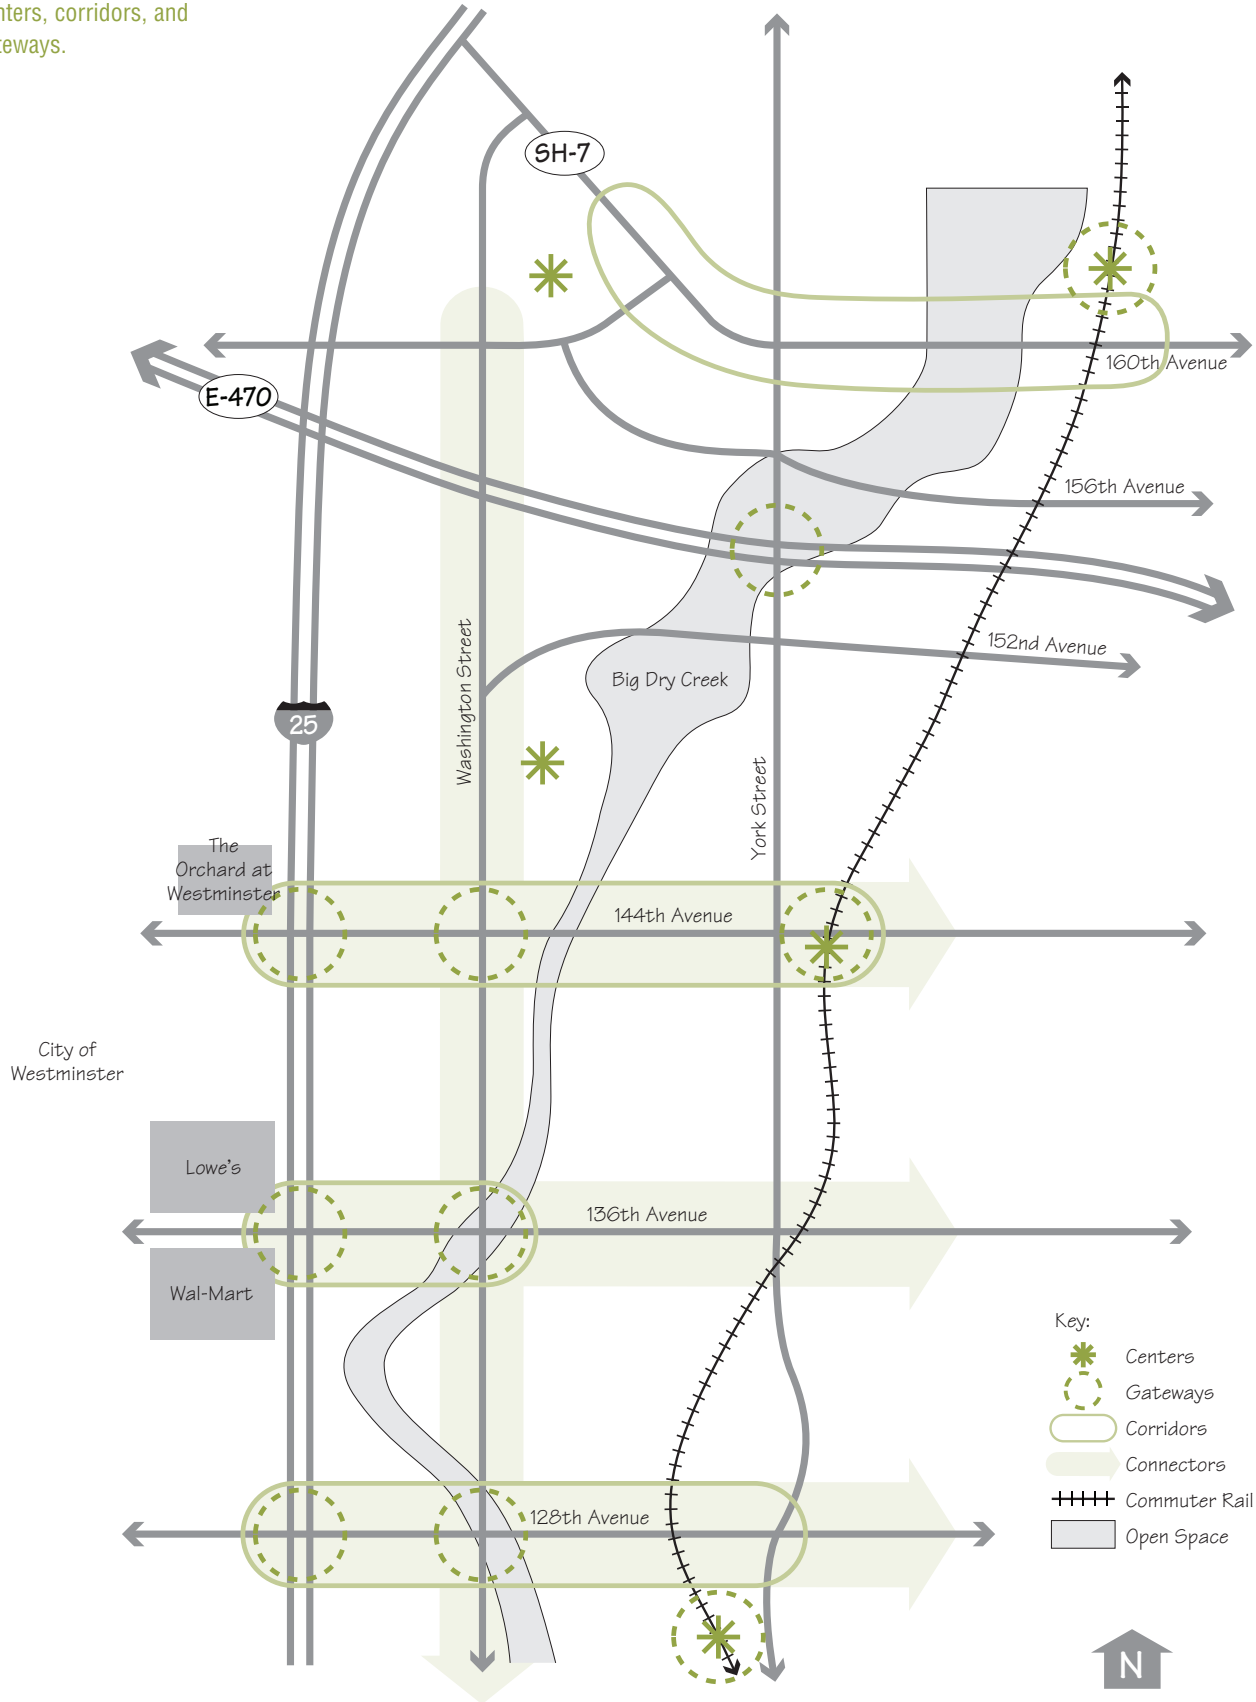 nters, corridors, and
teways.
SH-7
160th Avenue
E-470
156th Avenue
152nd Avenue
Washington Street
Big Dry Creek
25
York Street
The
Orchard at
Westminster
144th Avenue
City of
Westminster
Lowe's
136th Avenue
Wal-Mart
Key:
Centers
Gateways
Corridors
Connectors
Commuter Rail
Open Space
128th Avenue
N